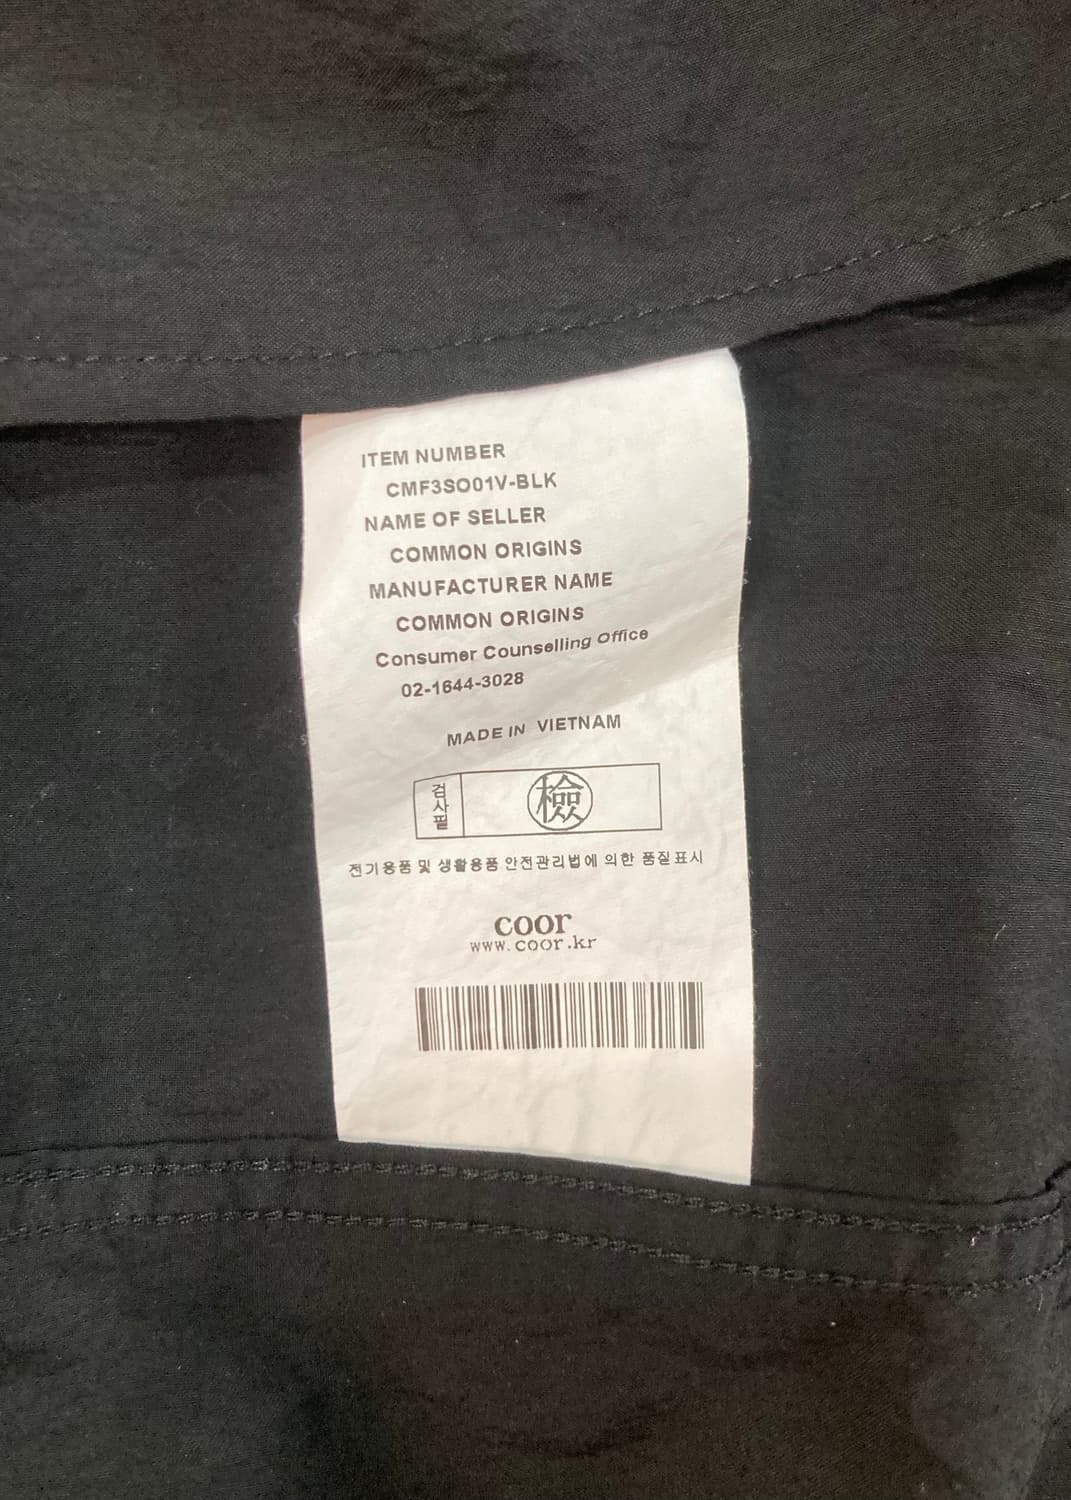 ITEM NUMBER
CMF3SO01V-BLK
NAME OF SELLER
COMMON ORIGINS
MANUFACTURER NAME
COMMON ORIGINS
Consumer Counselling Office
02-1644-3028
MADE IN VIETNAM
검사필 檢
전기용품 및 생활용품 안전관리법에 의한 품질표시
coor
www.coor.kr